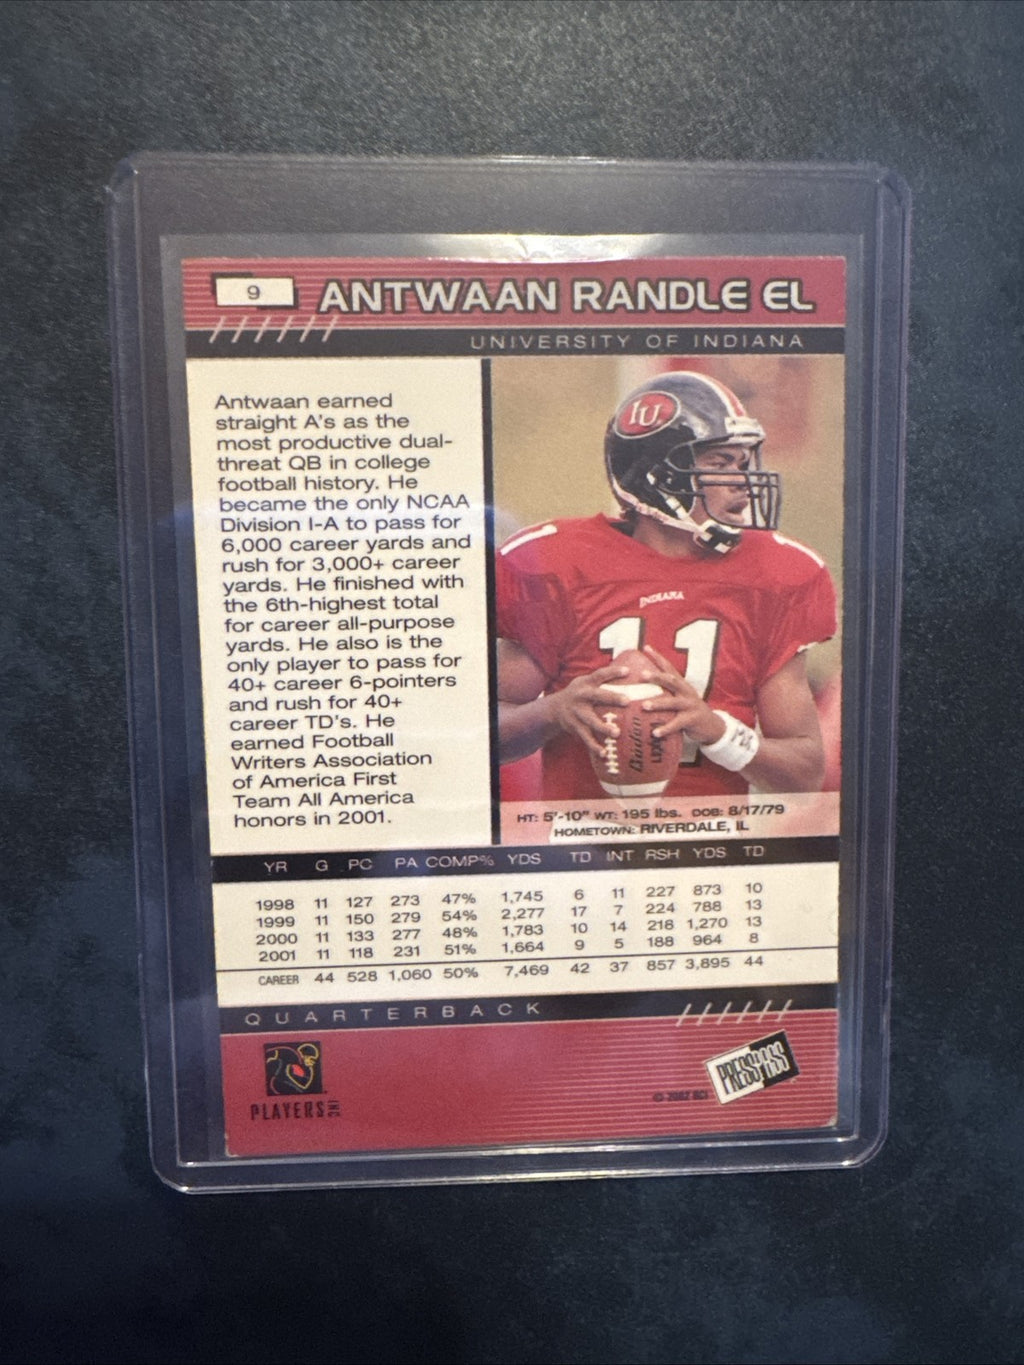 9
ANTWAAN RANDLE EL
UNIVERSITY OF INDIANA
Antwaan earned
straight A's as the
most productive dual-
threat QB in college
football history. He
became the only NCAA
Division I-A to pass for
6,000 career yards and
rush for 3,000+ career
yards. He finished with
the 6th-highest total
for career all-purpose
yards. He also is the
only player to pass for
40+ career 6-pointers
and rush for 40+
career TD's. He
earned Football
Writers Association
of America First
Team All America
honors in 2001.
IU
11
INDIANA
11
Baden
HT: 5'-10" WT: 195 lbs. DOB: 8/17/79
HOMETOWN: RIVERDALE, IL
YR G PC PA COMP% YDS TD INT RSH YDS TD
1998 11 127 273 47% 1,745 6 11 227 873 10
1999 11 150 279 54% 2,277 17 7 224 788 13
2000 11 133 277 48% 1,783 10 14 218 1,270 13
2001 11 118 231 51% 1,664 9 5 188 964 8
CAREER 44 528 1,060 50% 7,469 42 37 857 3,895 44
QUARTERBACK
PLAYERS INC
© 2002 RCI
PRESS PASS